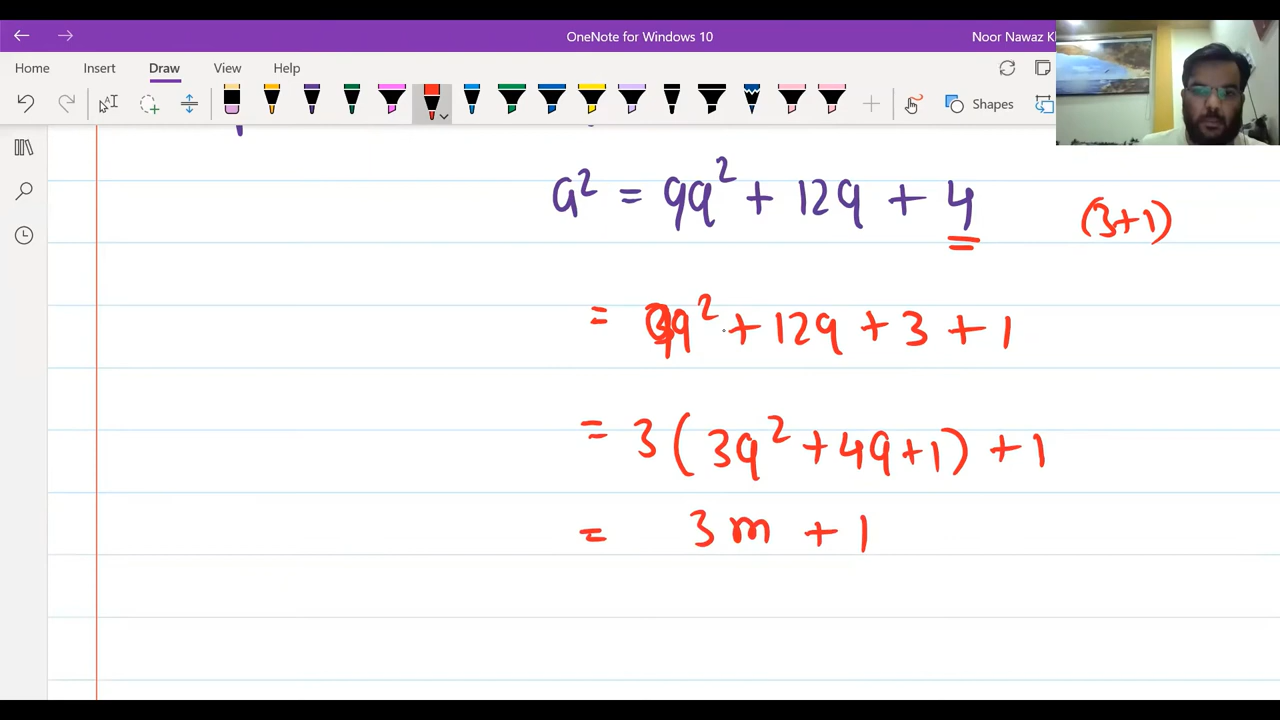 OneNote for Windows 10
Noor Nawaz K
Home Insert Draw View Help
Shapes
a² = 9q² + 12q + 4
(3+1)
= 9q² + 12q + 3 + 1
= 3(3q² + 4q + 1) + 1
= 3m + 1